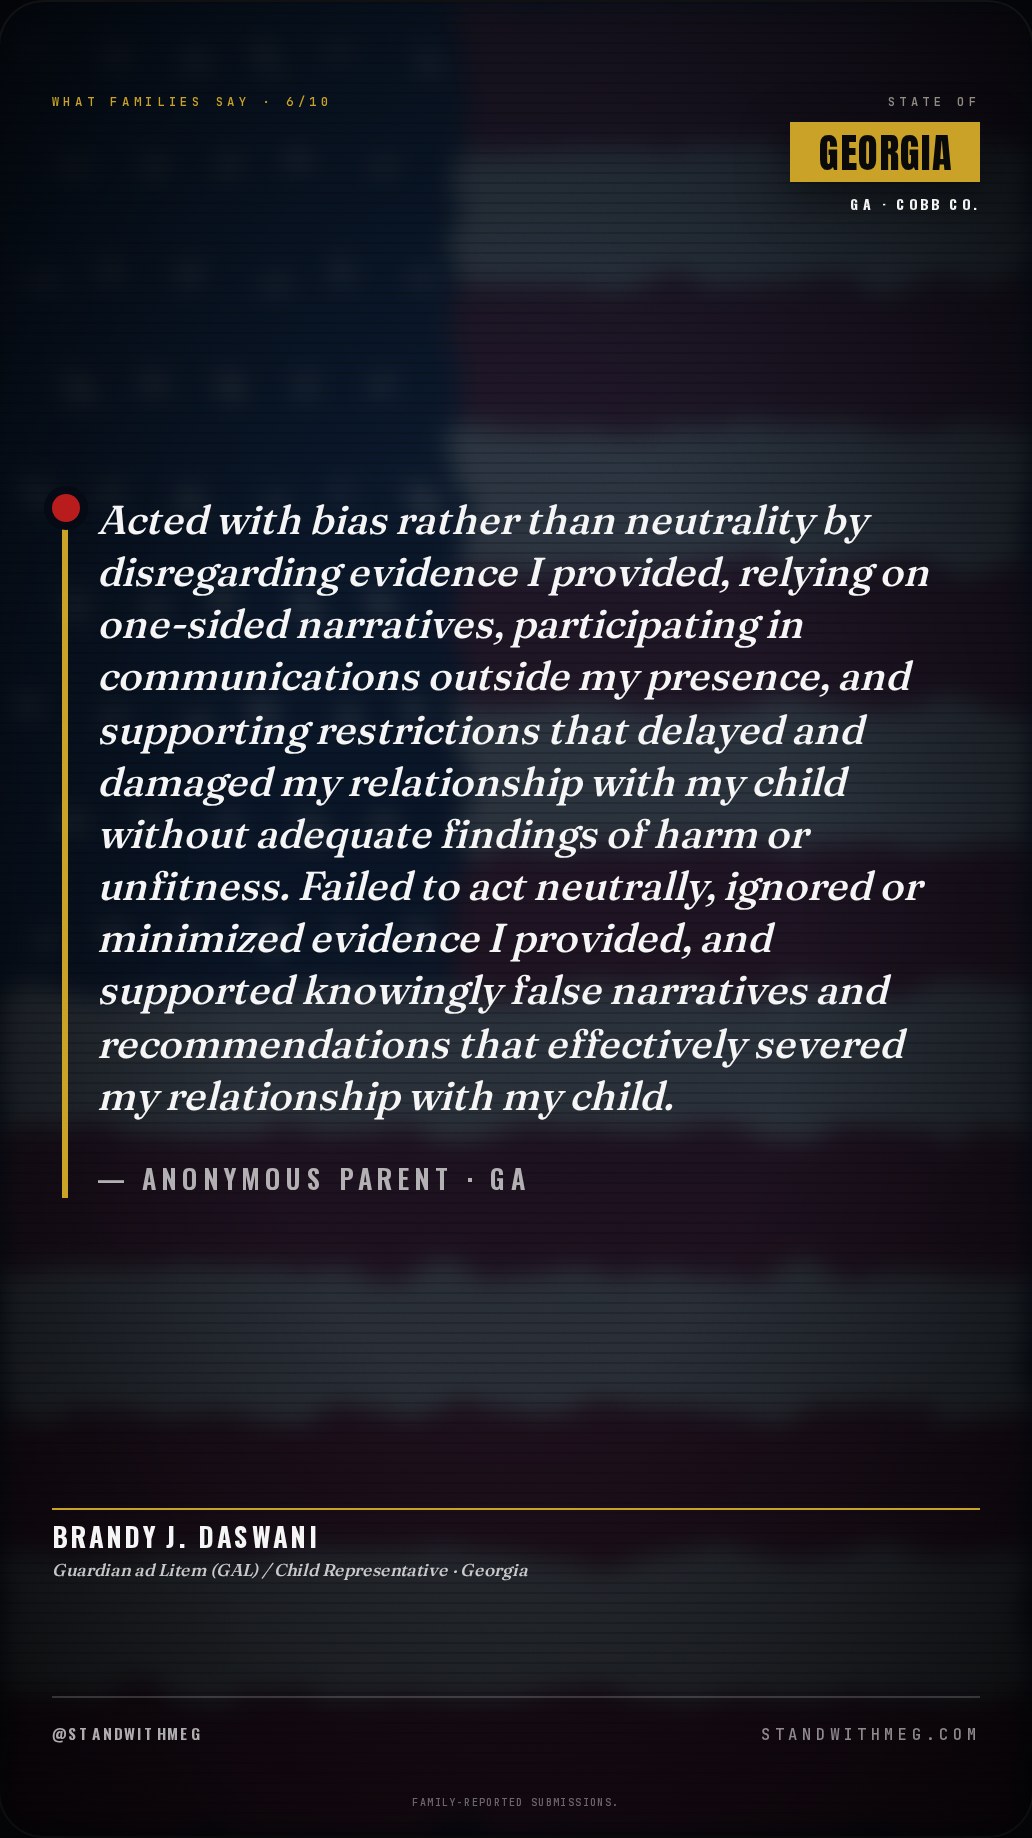 WHAT FAMILIES SAY · 6/10
STATE OF
GEORGIA
GA · COBB CO.
Acted with bias rather than neutrality by
disregarding evidence I provided, relying on
one-sided narratives, participating in
communications outside my presence, and
supporting restrictions that delayed and
damaged my relationship with my child
without adequate findings of harm or
unfitness. Failed to act neutrally, ignored or
minimized evidence I provided, and
supported knowingly false narratives and
recommendations that effectively severed
my relationship with my child.
— ANONYMOUS PARENT · GA
BRANDY J. DASWANI
Guardian ad Litem (GAL) / Child Representative · Georgia
@STANDWITHMEG
STANDWITHMEG.COM
FAMILY-REPORTED SUBMISSIONS.